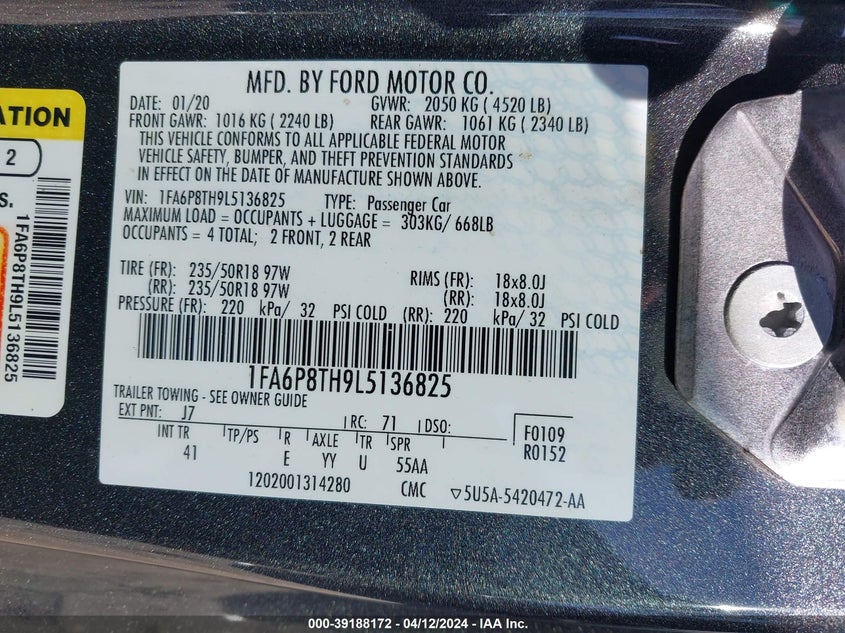 ATION
2
S.
1FA6P8TH9L5136825
MFD. BY FORD MOTOR CO.
DATE: 01/20 GVWR: 2050 KG ( 4520 LB)
FRONT GAWR: 1016 KG ( 2240 LB) REAR GAWR: 1061 KG ( 2340 LB)
THIS VEHICLE CONFORMS TO ALL APPLICABLE FEDERAL MOTOR
VEHICLE SAFETY, BUMPER, AND THEFT PREVENTION STANDARDS
IN EFFECT ON THE DATE OF MANUFACTURE SHOWN ABOVE.
VIN: 1FA6P8TH9L5136825 TYPE: Passenger Car
MAXIMUM LOAD = OCCUPANTS + LUGGAGE = 303KG/ 668LB
OCCUPANTS = 4 TOTAL; 2 FRONT, 2 REAR
TIRE (FR): 235/50R18 97W RIMS (FR): 18x8.0J
(RR): 235/50R18 97W (RR): 18x8.0J
PRESSURE (FR): 220 kPa/ 32 PSI COLD (RR): 220 kPa/ 32 PSI COLD
1FA6P8TH9L5136825
TRAILER TOWING - SEE OWNER GUIDE
EXT PNT: J7 RC: 71 DSO: F0109
R0152
INT TR TP/PS R AXLE TR SPR
41 E YY U 55AA
1202001314280 CMC ▽5U5A-5420472-AA
000-39188172 - 04/12/2024 - IAA Inc.